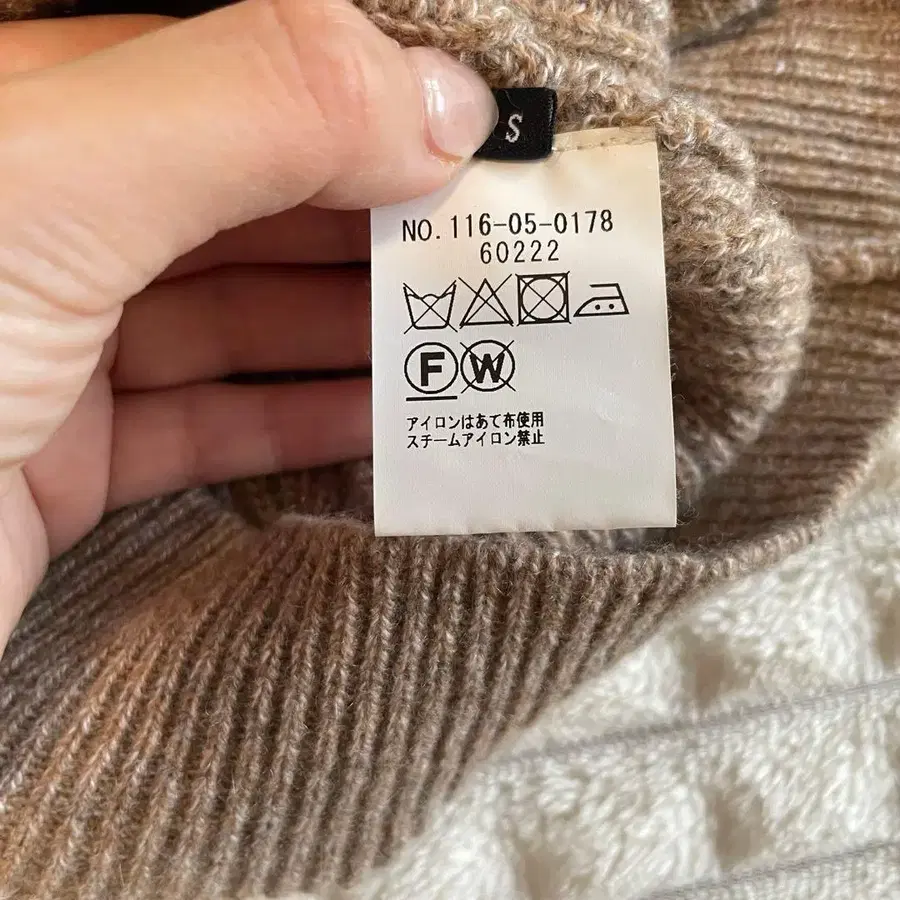 S
NO. 116-05-0178
60222
F W
アイロンはあて布使用
スチームアイロン禁止